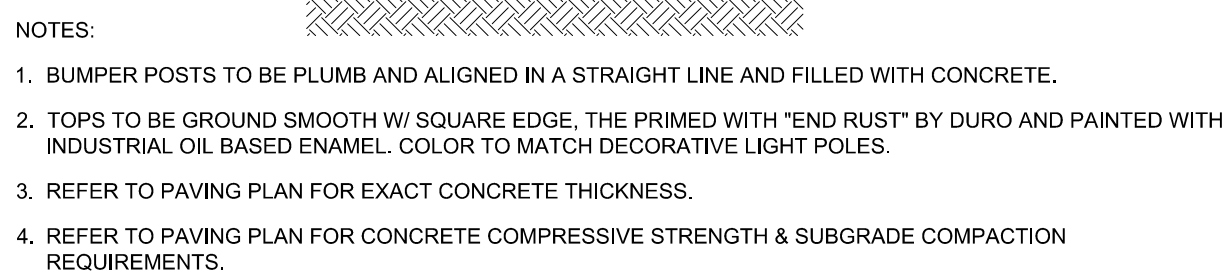 NOTES:
1. BUMPER POSTS TO BE PLUMB AND ALIGNED IN A STRAIGHT LINE AND FILLED WITH CONCRETE.
2. TOPS TO BE GROUND SMOOTH W/ SQUARE EDGE, THE PRIMED WITH "END RUST" BY DURO AND PAINTED WITH
INDUSTRIAL OIL BASED ENAMEL. COLOR TO MATCH DECORATIVE LIGHT POLES.
3. REFER TO PAVING PLAN FOR EXACT CONCRETE THICKNESS.
4. REFER TO PAVING PLAN FOR CONCRETE COMPRESSIVE STRENGTH & SUBGRADE COMPACTION
REQUIREMENTS.